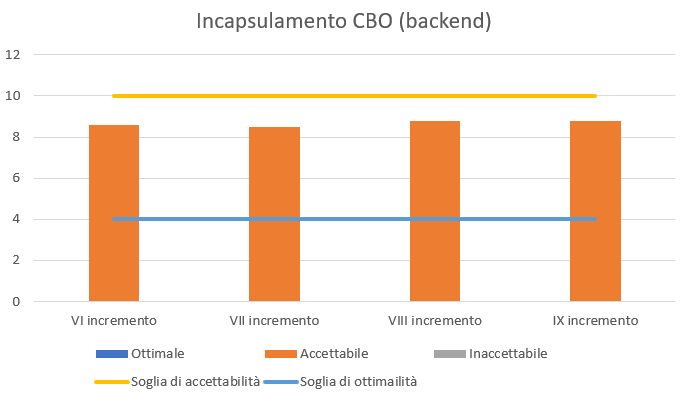 Incapsulamento CBO (backend)
12
10
8
6
4
2
0
VI incremento VII incremento VIII incremento IX incremento
Ottimale Accettabile Inaccettabile
Soglia di accettabilità Soglia di ottimailità